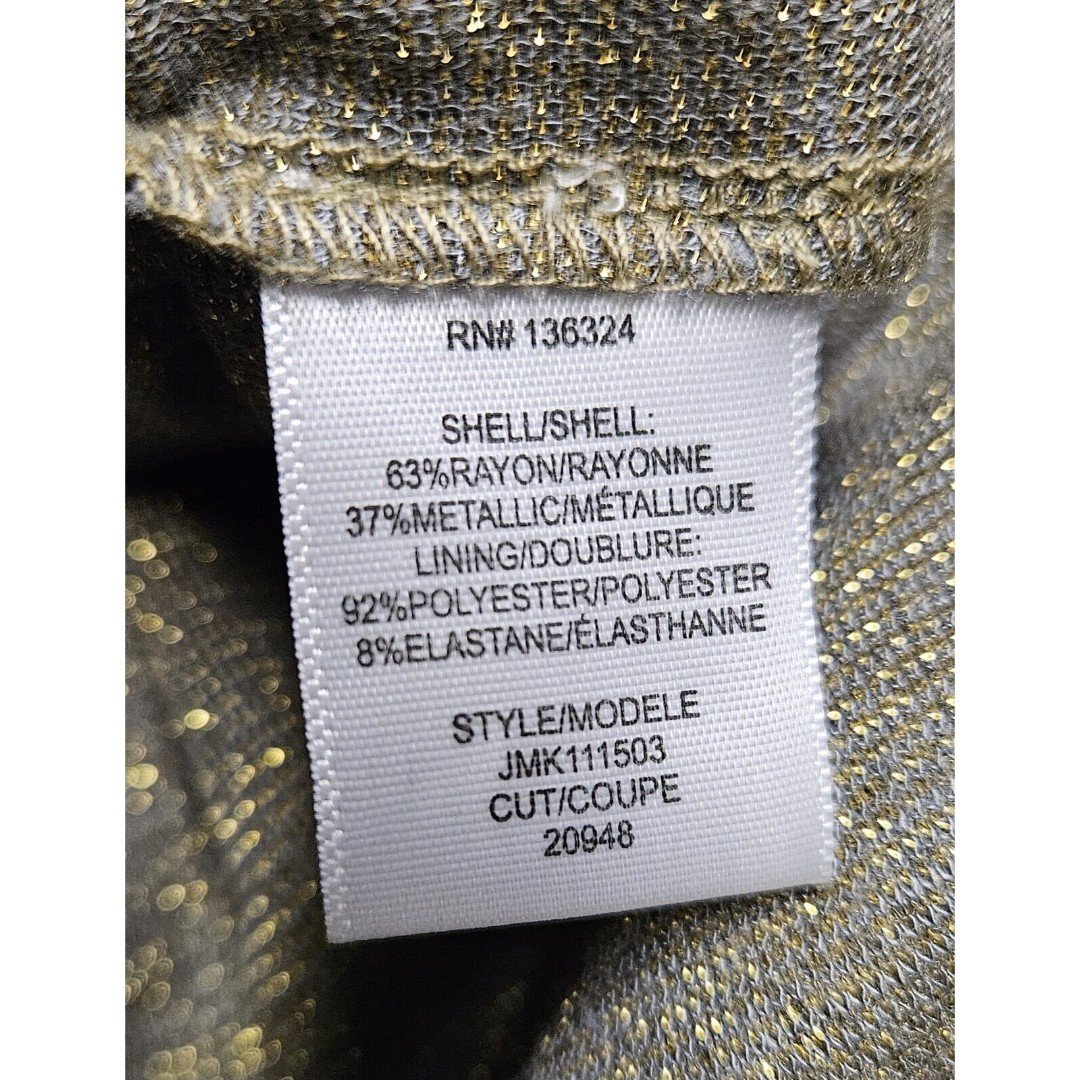 RN# 136324
SHELL/SHELL:
63%RAYON/RAYONNE
37%METALLIC/MÉTALLIQUE
LINING/DOUBLURE:
92%POLYESTER/POLYESTER
8%ELASTANE/ÉLASTHANNE
STYLE/MODELE
JMK111503
CUT/COUPE
20948